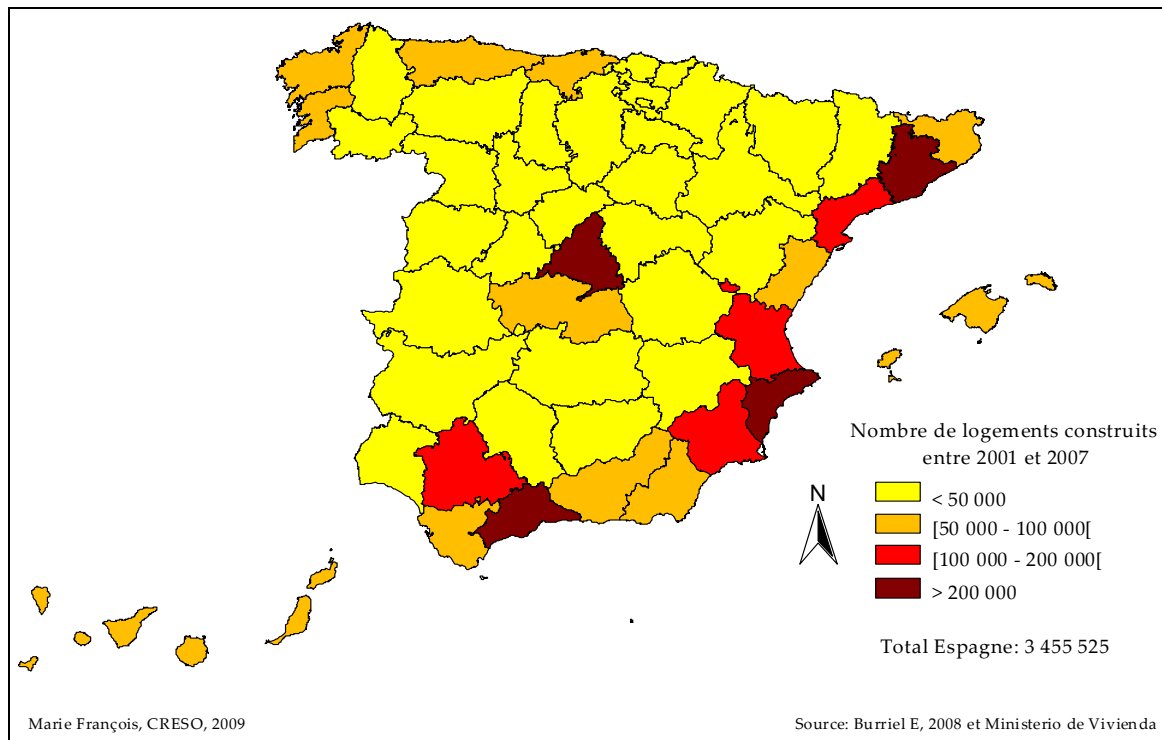 Nombre de logements construits
entre 2001 et 2007
N
< 50 000
[50 000 - 100 000[
[100 000 - 200 000[
> 200 000
Total Espagne: 3 455 525
Marie François, CRESO, 2009
Source: Burriel E, 2008 et Ministerio de Vivienda